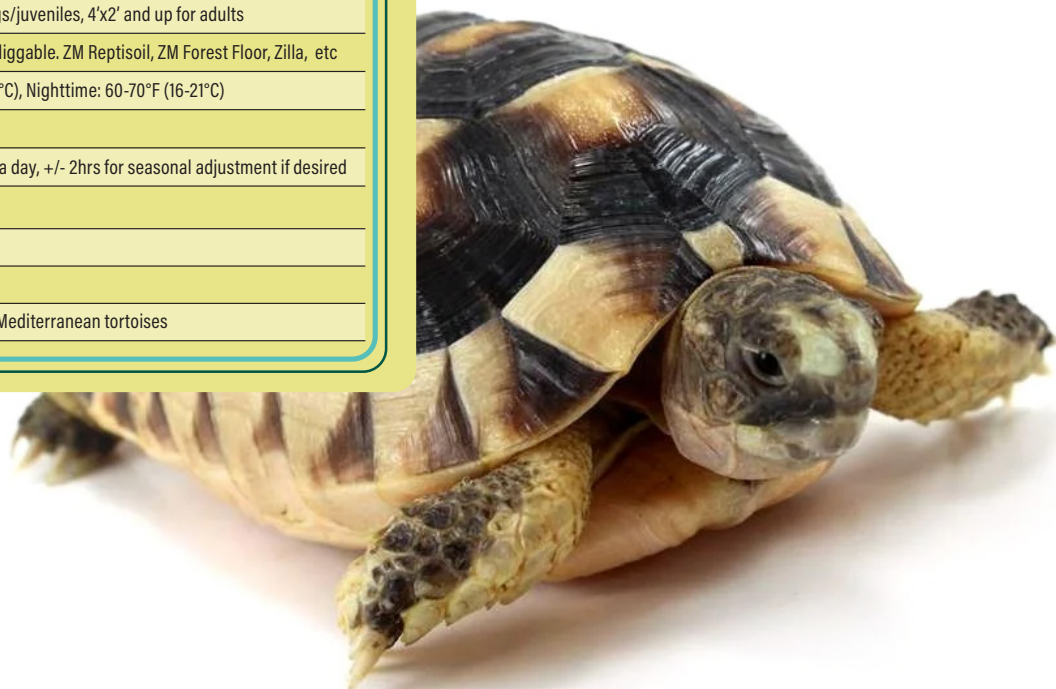 gs/juveniles, 4'x2' and up for adults
diggable. ZM Reptisoil, ZM Forest Floor, Zilla, etc
°C), Nighttime: 60-70°F (16-21°C)
a day, +/- 2hrs for seasonal adjustment if desired
Mediterranean tortoises